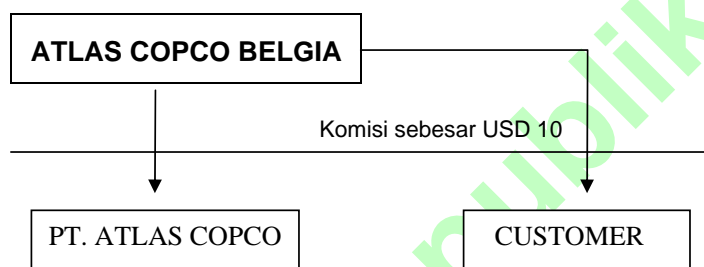 ATLAS COPCO BELGIA
Komisi sebesar USD 10
PT. ATLAS COPCO
CUSTOMER